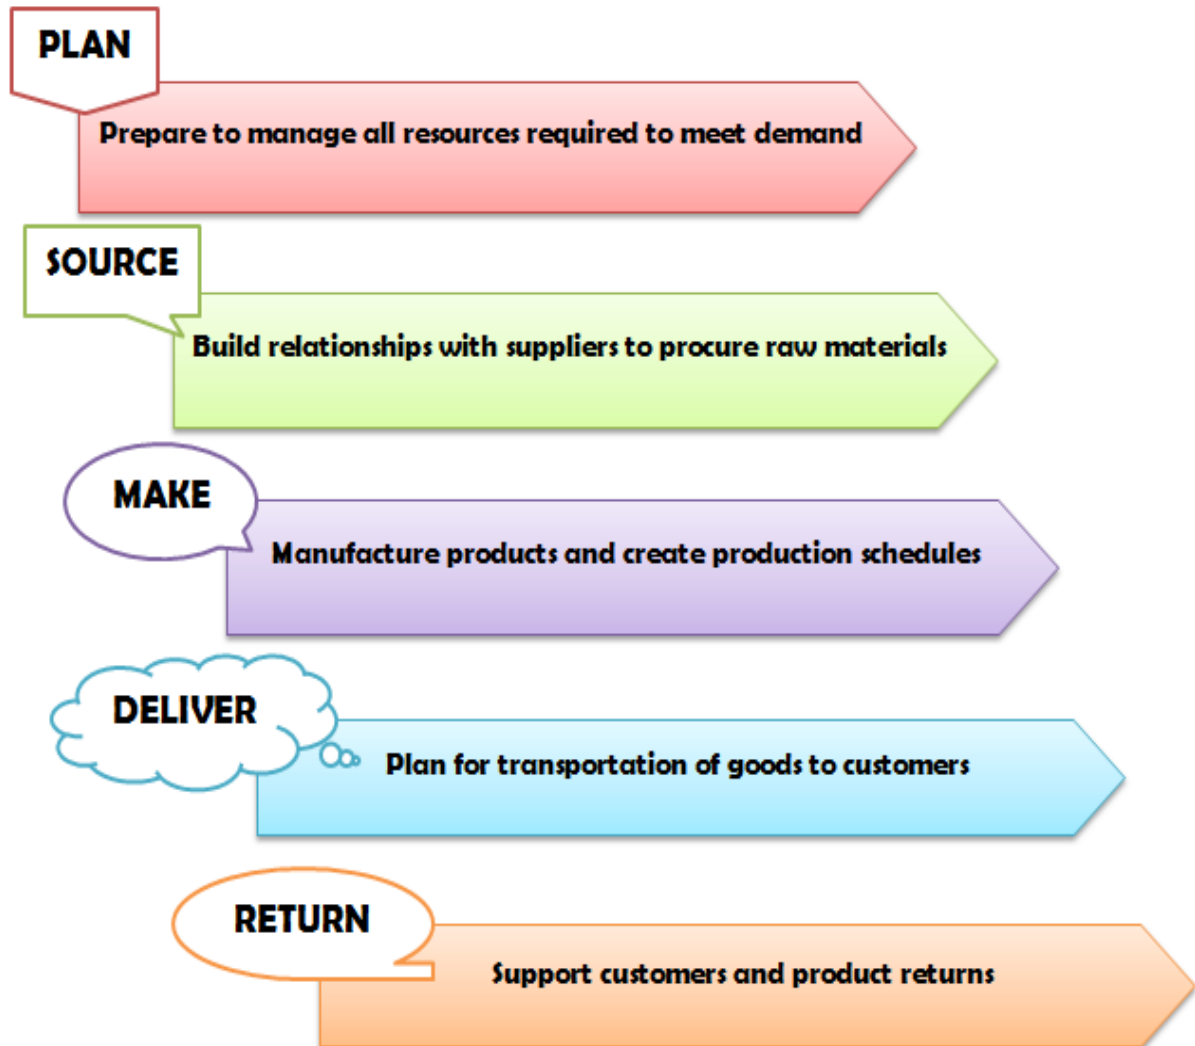 PLAN
Prepare to manage all resources required to meet demand
SOURCE
Build relationships with suppliers to procure raw materials
MAKE
Manufacture products and create production schedules
DELIVER
Plan for transportation of goods to customers
RETURN
Support customers and product returns